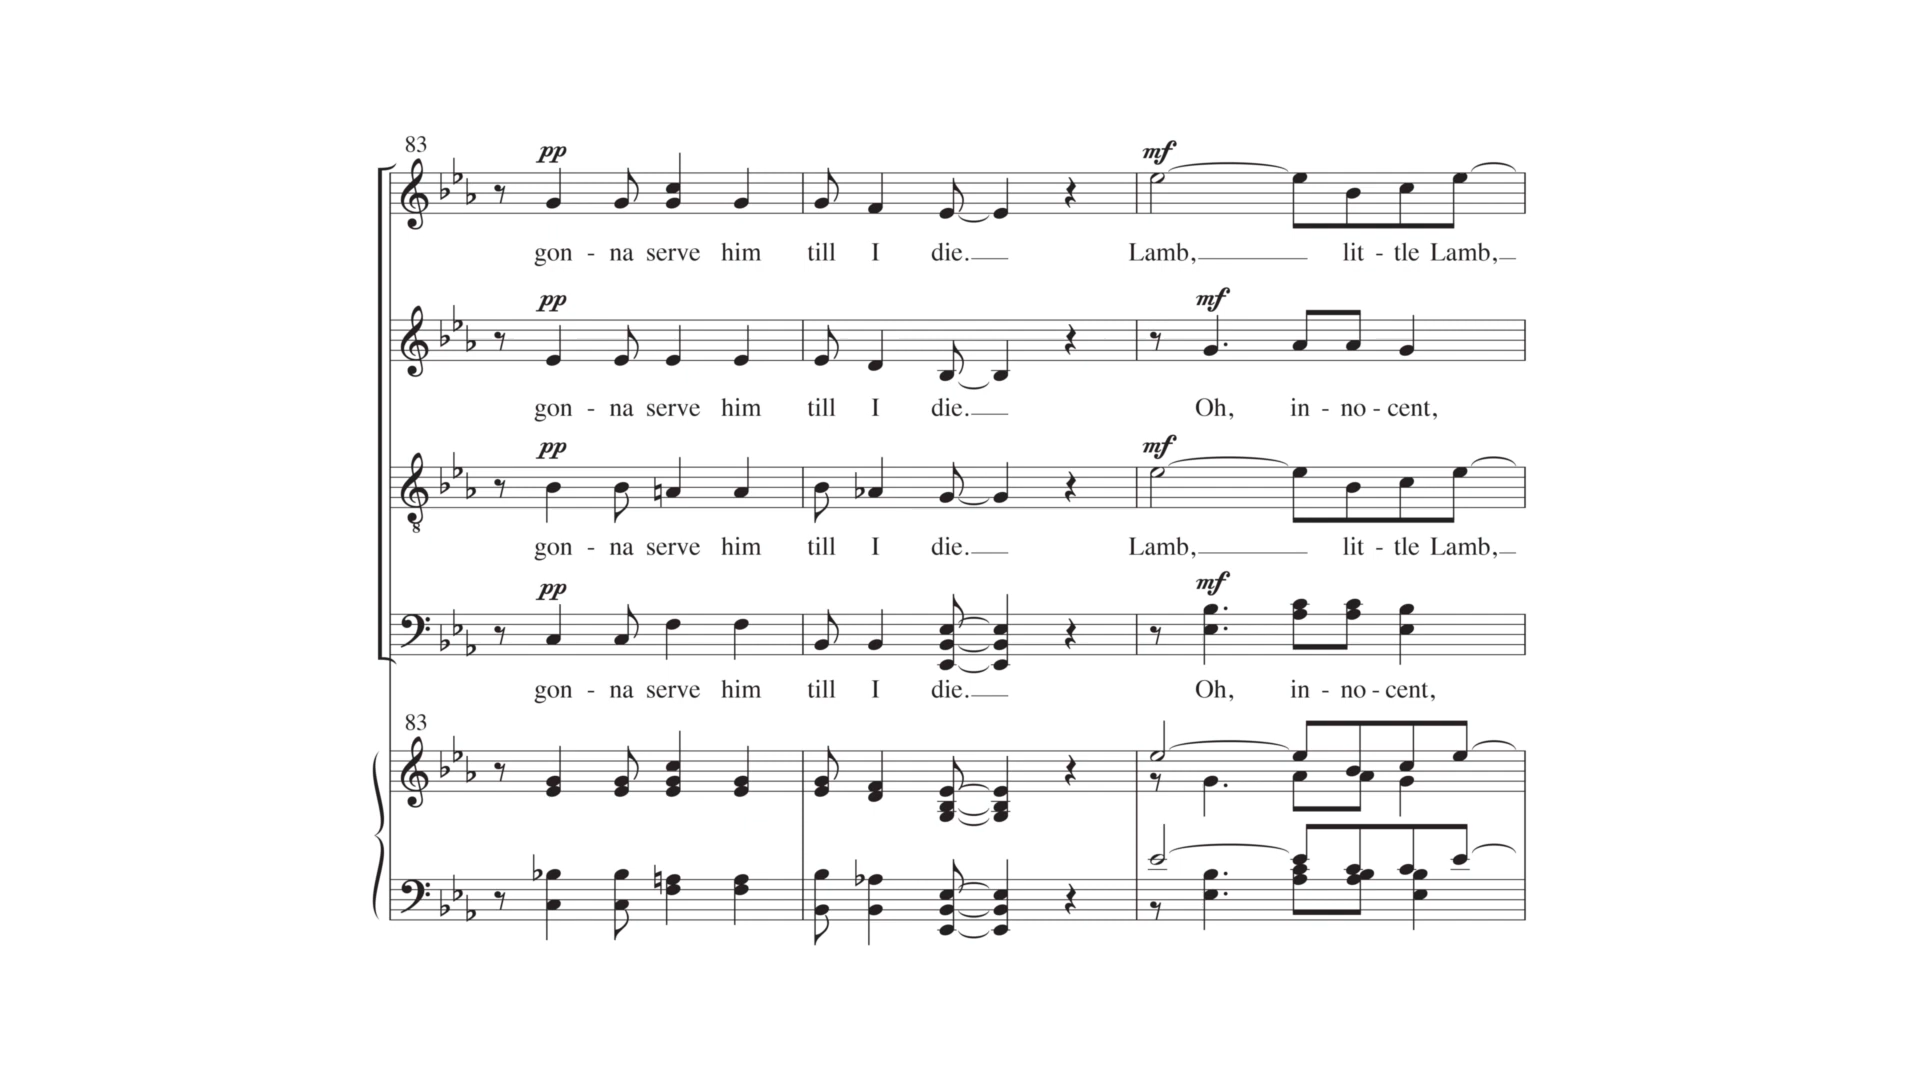 83
pp mf
gon - na serve him till I die. Lamb, lit - tle Lamb,
pp mf
gon - na serve him till I die. Oh, in - no - cent,
pp mf
8
gon - na serve him till I die. Lamb, lit - tle Lamb,
pp mf
gon - na serve him till I die. Oh, in - no - cent,
83